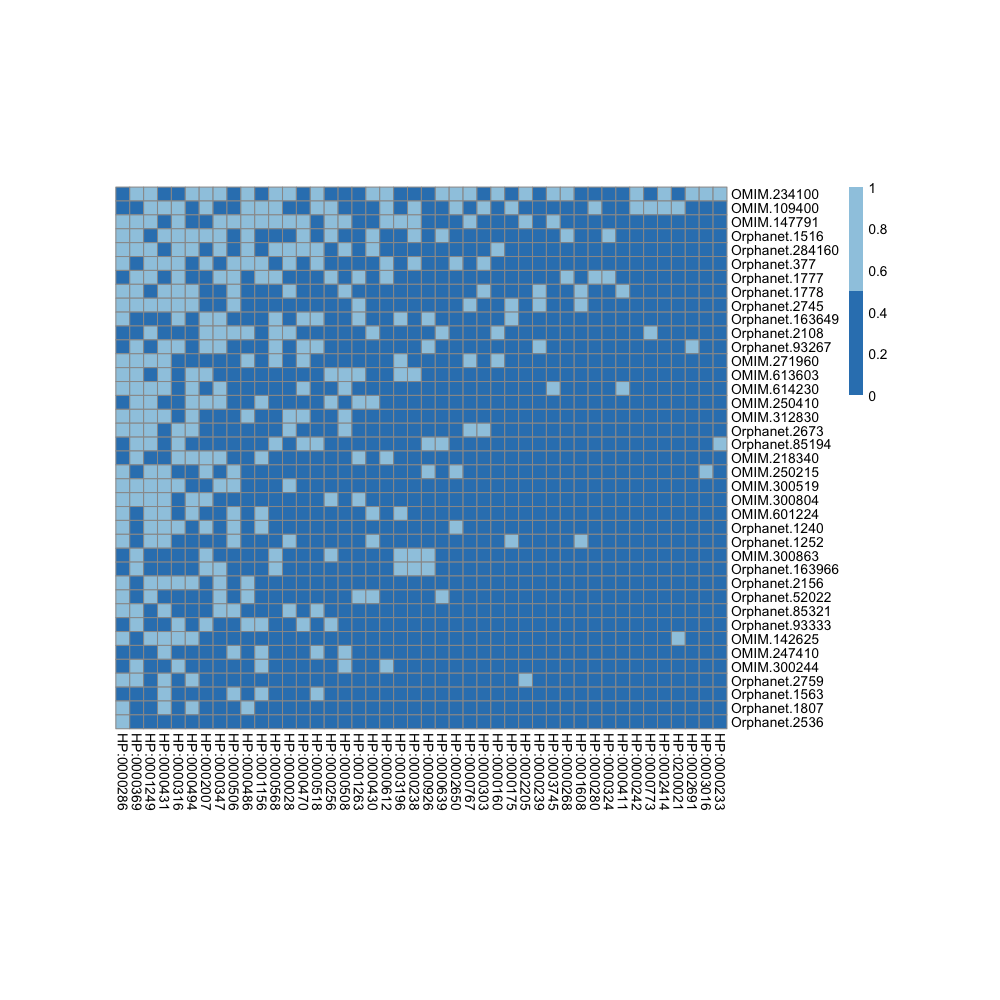 OMIM.234100
OMIM.109400
OMIM.147791
Orphanet.1516
Orphanet.284160
Orphanet.377
Orphanet.1777
Orphanet.1778
Orphanet.2745
Orphanet.163649
Orphanet.2108
Orphanet.93267
OMIM.271960
OMIM.613603
OMIM.614230
OMIM.250410
OMIM.312830
Orphanet.2673
Orphanet.85194
OMIM.218340
OMIM.250215
OMIM.300519
OMIM.300804
OMIM.601224
Orphanet.1240
Orphanet.1252
OMIM.300863
Orphanet.163966
Orphanet.2156
Orphanet.52022
Orphanet.85321
Orphanet.93333
OMIM.142625
OMIM.247410
OMIM.300244
Orphanet.2759
Orphanet.1563
Orphanet.1807
Orphanet.2536
1
0.8
0.6
0.4
0.2
0
HP:0000286
HP:0000369
HP:0001249
HP:0000431
HP:0000316
HP:0000494
HP:0002007
HP:0000347
HP:0000506
HP:0000486
HP:0001156
HP:0000568
HP:0000028
HP:0000470
HP:0000518
HP:0000256
HP:0000508
HP:0001263
HP:0000430
HP:0000612
HP:0003196
HP:0000238
HP:0000926
HP:0000639
HP:0002650
HP:0000767
HP:0000303
HP:0000160
HP:0000175
HP:0002205
HP:0000239
HP:0003745
HP:0000268
HP:0001608
HP:0000280
HP:0000324
HP:0000411
HP:0000242
HP:0000773
HP:0002414
HP:0200021
HP:0002691
HP:0003016
HP:0000233